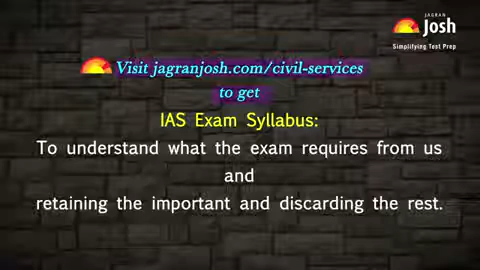 JAGRAN
Josh
Simplifying Test Prep
Visit jagranjosh.com/civil-services
to get
IAS Exam Syllabus:
To understand what the exam requires from us
and
retaining the important and discarding the rest.